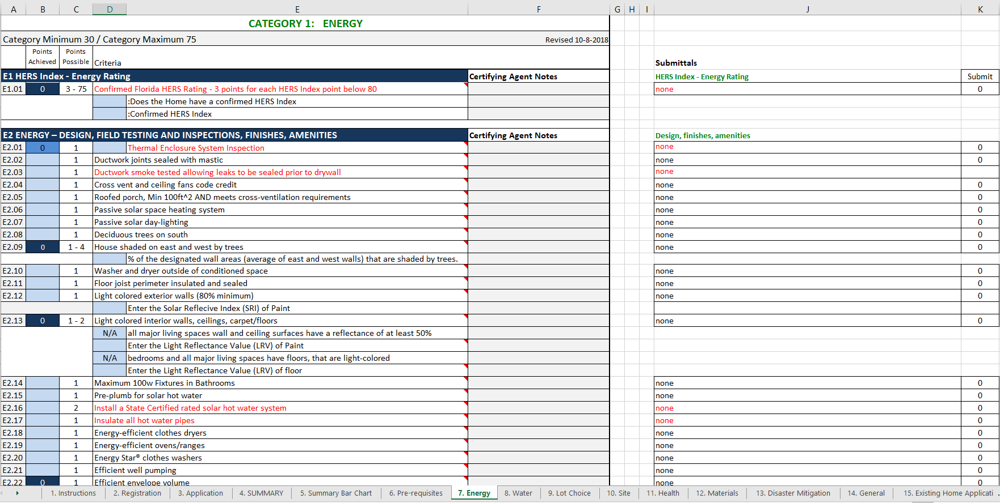 A B C D E F G H I J K
CATEGORY 1: ENERGY
Category Minimum 30 / Category Maximum 75 Revised 10-8-2018
Points Achieved Points Possible Criteria Submittals
E1 HERS Index - Energy Rating Certifying Agent Notes HERS Index - Energy Rating Submit
E1.01 0 3 - 75 Confirmed Florida HERS Rating - 3 points for each HERS Index point below 80 none 0
:Does the Home have a confirmed HERS Index
:Confirmed HERS Index
E2 ENERGY – DESIGN, FIELD TESTING AND INSPECTIONS, FINISHES, AMENITIES Certifying Agent Notes Design, finishes, amenities
E2.01 0 1 Thermal Enclosure System Inspection none 0
E2.02 1 Ductwork joints sealed with mastic none 0
E2.03 1 Ductwork smoke tested allowing leaks to be sealed prior to drywall none
E2.04 1 Cross vent and ceiling fans code credit none 0
E2.05 1 Roofed porch, Min 100ft^2 AND meets cross-ventilation requirements none 0
E2.06 1 Passive solar space heating system none 0
E2.07 1 Passive solar day-lighting none 0
E2.08 1 Deciduous trees on south none 0
E2.09 0 1 - 4 House shaded on east and west by trees none 0
% of the designated wall areas (average of east and west walls) that are shaded by trees.
E2.10 1 Washer and dryer outside of conditioned space none 0
E2.11 1 Floor joist perimeter insulated and sealed none 0
E2.12 1 Light colored exterior walls (80% minimum) none 0
Enter the Solar Reflecive Index (SRI) of Paint
E2.13 0 1 - 2 Light colored interior walls, ceilings, carpet/floors none 0
N/A all major living spaces wall and ceiling surfaces have a reflectance of at least 50%
Enter the Light Reflectance Value (LRV) of Paint
N/A bedrooms and all major living spaces have floors, that are light-colored
Enter the Light Reflectance Value (LRV) of floor
E2.14 1 Maximum 100w Fixtures in Bathrooms none 0
E2.15 1 Pre-plumb for solar hot water none 0
E2.16 2 Install a State Certified rated solar hot water system none 0
E2.17 1 Insulate all hot water pipes none 0
E2.18 1 Energy-efficient clothes dryers none 0
E2.19 1 Energy-efficient ovens/ranges none 0
E2.20 1 Energy Star® clothes washers none 0
E2.21 1 Efficient well pumping none 0
E2.22 0 1 Efficient envelope volume none 0
1. Instructions 2. Registration 3. Application 4. SUMMARY 5. Summary Bar Chart 6. Pre-requisites 7. Energy 8. Water 9. Lot Choice 10. Site 11. Health 12. Materials 13. Disaster Mitigation 14. General 15. Existing Home Applicati